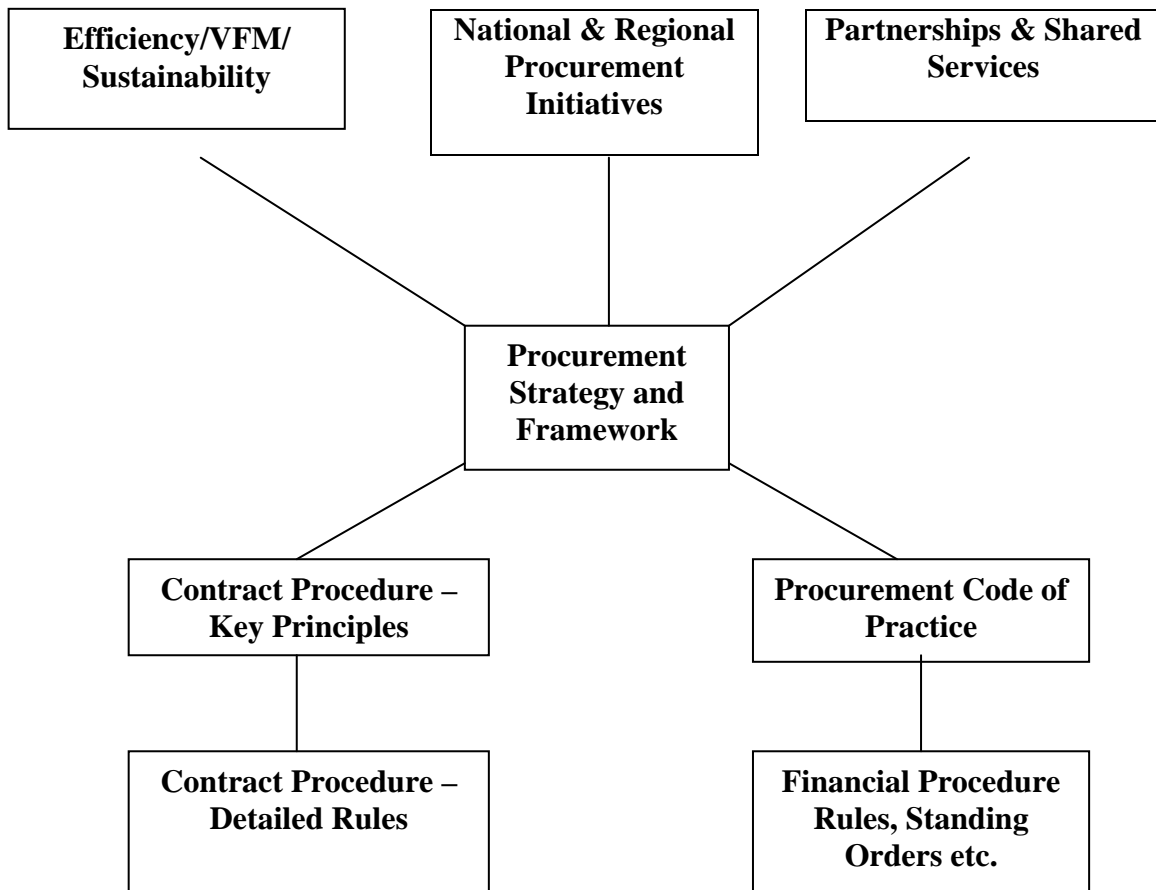 Efficiency/VFM/
Sustainability
National & Regional
Procurement
Initiatives
Partnerships & Shared
Services
Procurement
Strategy and
Framework
Contract Procedure –
Key Principles
Procurement Code of
Practice
Contract Procedure –
Detailed Rules
Financial Procedure
Rules, Standing
Orders etc.